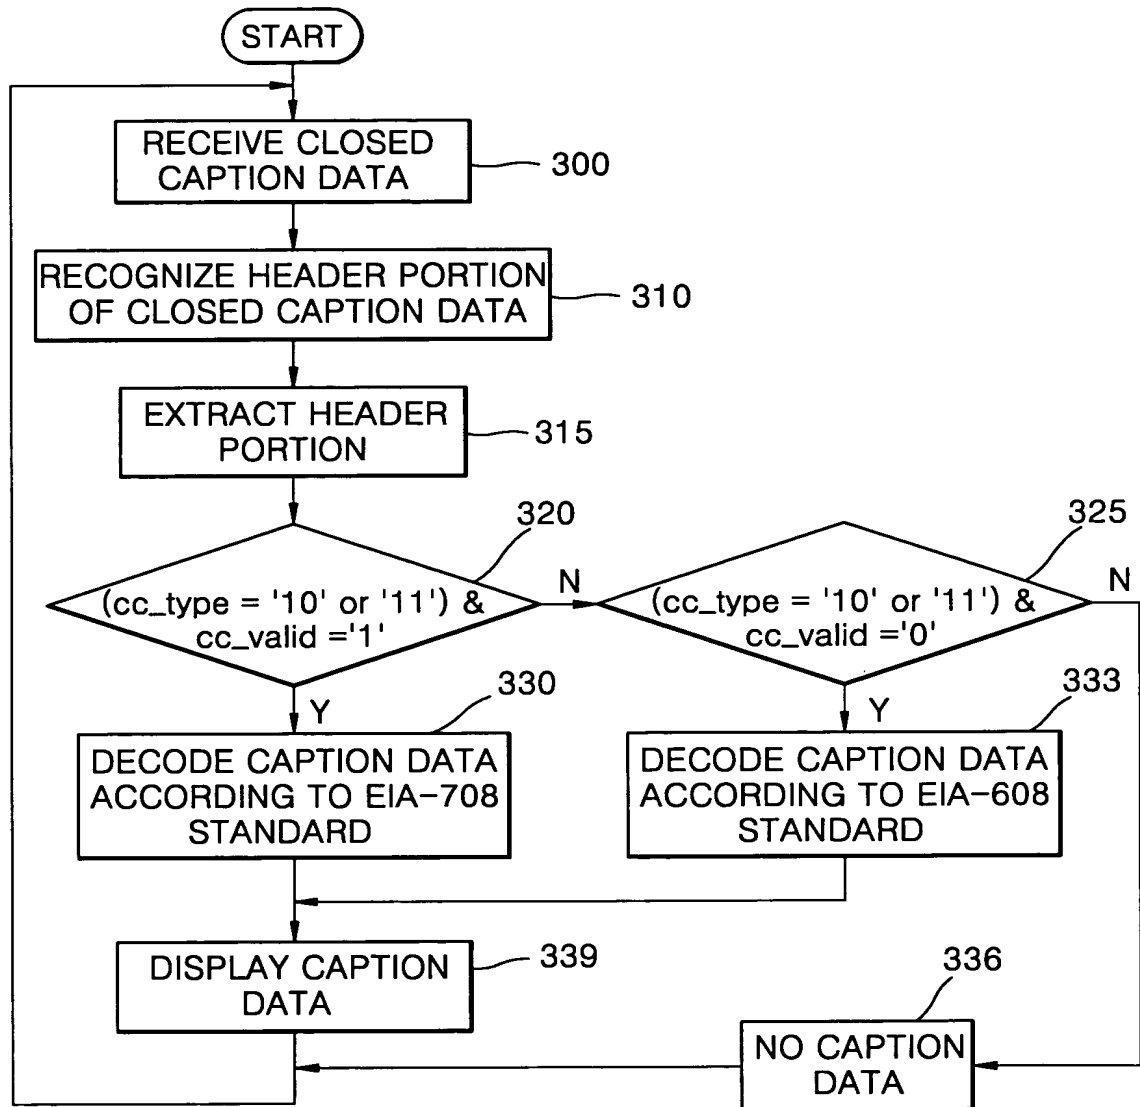 START
RECEIVE CLOSED
CAPTION DATA
300
RECOGNIZE HEADER PORTION
OF CLOSED CAPTION DATA
310
EXTRACT HEADER
PORTION
315
320
(cc_type = '10' or '11') &
cc_valid ='1'
N
Y
325
(cc_type = '10' or '11') &
cc_valid ='0'
N
Y
330
DECODE CAPTION DATA
ACCORDING TO EIA-708
STANDARD
333
DECODE CAPTION DATA
ACCORDING TO EIA-608
STANDARD
DISPLAY CAPTION
DATA
339
336
NO CAPTION
DATA